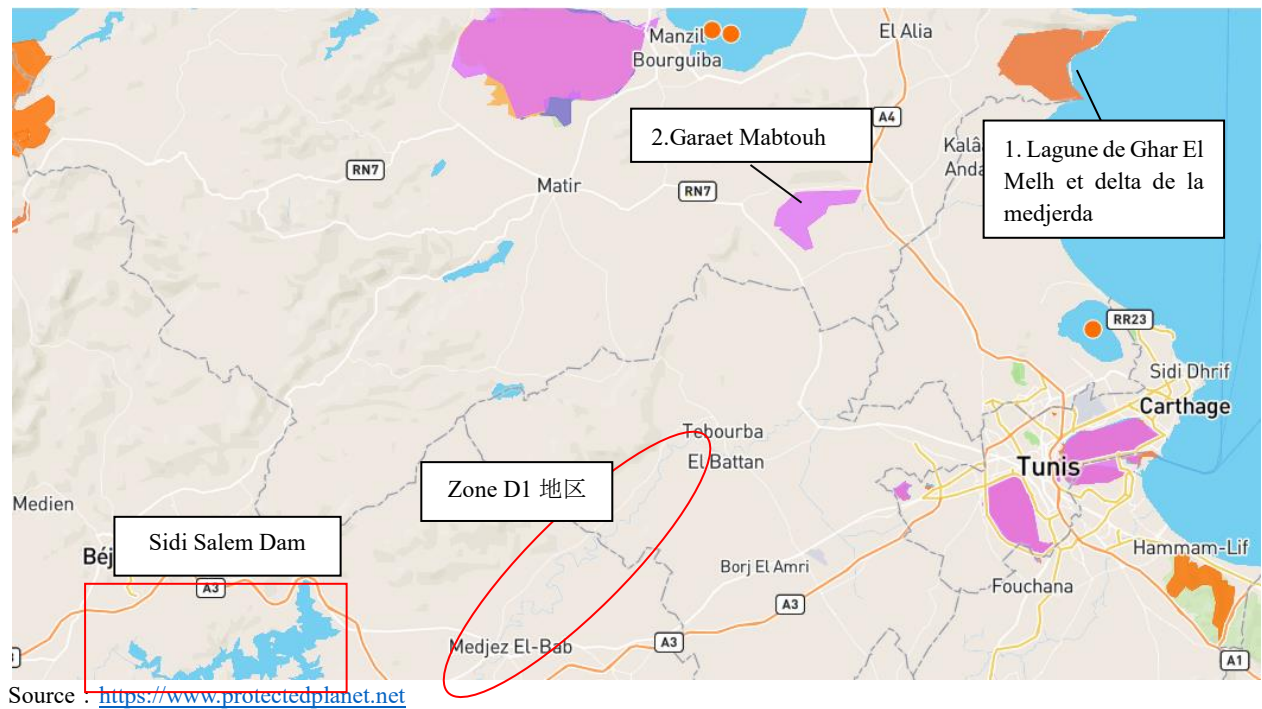 Manzil
Bourguiba
El Alia
A4
2.Garaet Mabtouh
Kalâ
Anda
1. Lagune de Ghar El
Melh et delta de la
medjerda
RN7
Matir
RN7
RR23
Sidi Dhrif
Carthage
Tebourba
El Battan
Tunis
Zone D1 地区
Medien
Sidi Salem Dam
Béj
A3
Hammam-Lif
Borj El Amri
Fouchana
A3
Medjez El-Bab
A3
A1
Source : https://www.protectedplanet.net